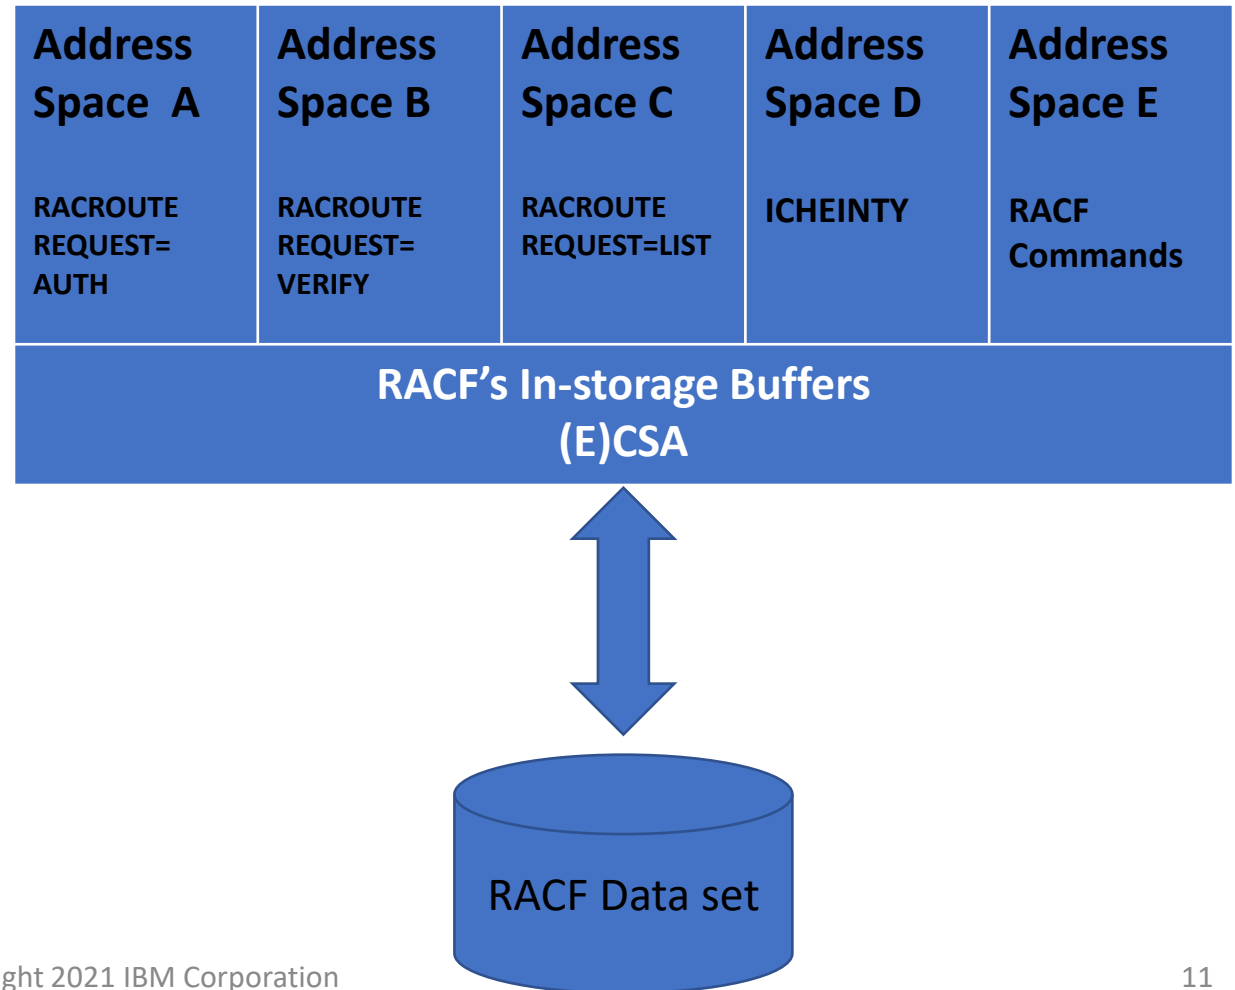 Address
Space A
RACROUTE
REQUEST=
AUTH
Address
Space B
RACROUTE
REQUEST=
VERIFY
Address
Space C
RACROUTE
REQUEST=LIST
Address
Space D
ICHEINTY
Address
Space E
RACF
Commands
RACF’s In-storage Buffers
(E)CSA
RACF Data set
ght 2021 IBM Corporation
11